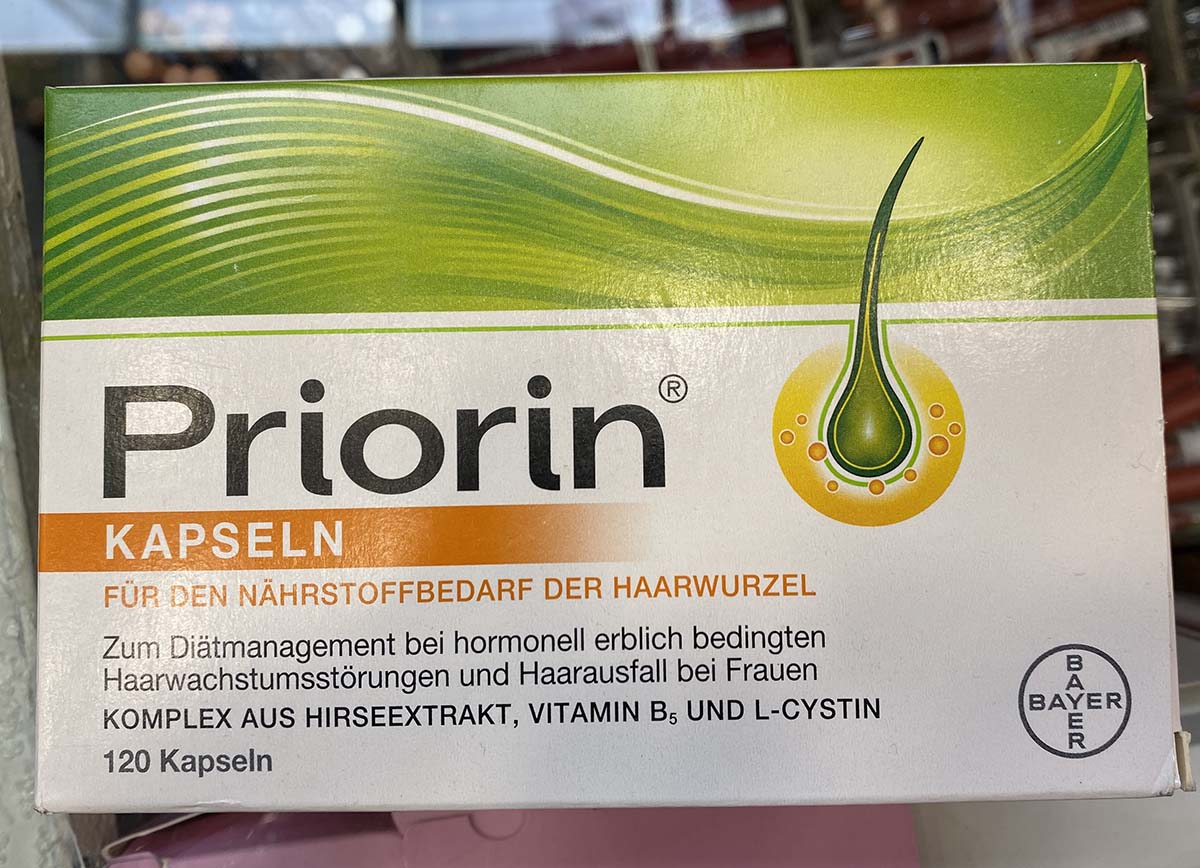 Priorin®
KAPSELN
FÜR DEN NÄHRSTOFFBEDARF DER HAARWURZEL
Zum Diätmanagement bei hormonell erblich bedingten
Haarwachstumsstörungen und Haarausfall bei Frauen
KOMPLEX AUS HIRSEEXTRAKT, VITAMIN B₅ UND L-CYSTIN
120 Kapseln
BAYER
BAYER